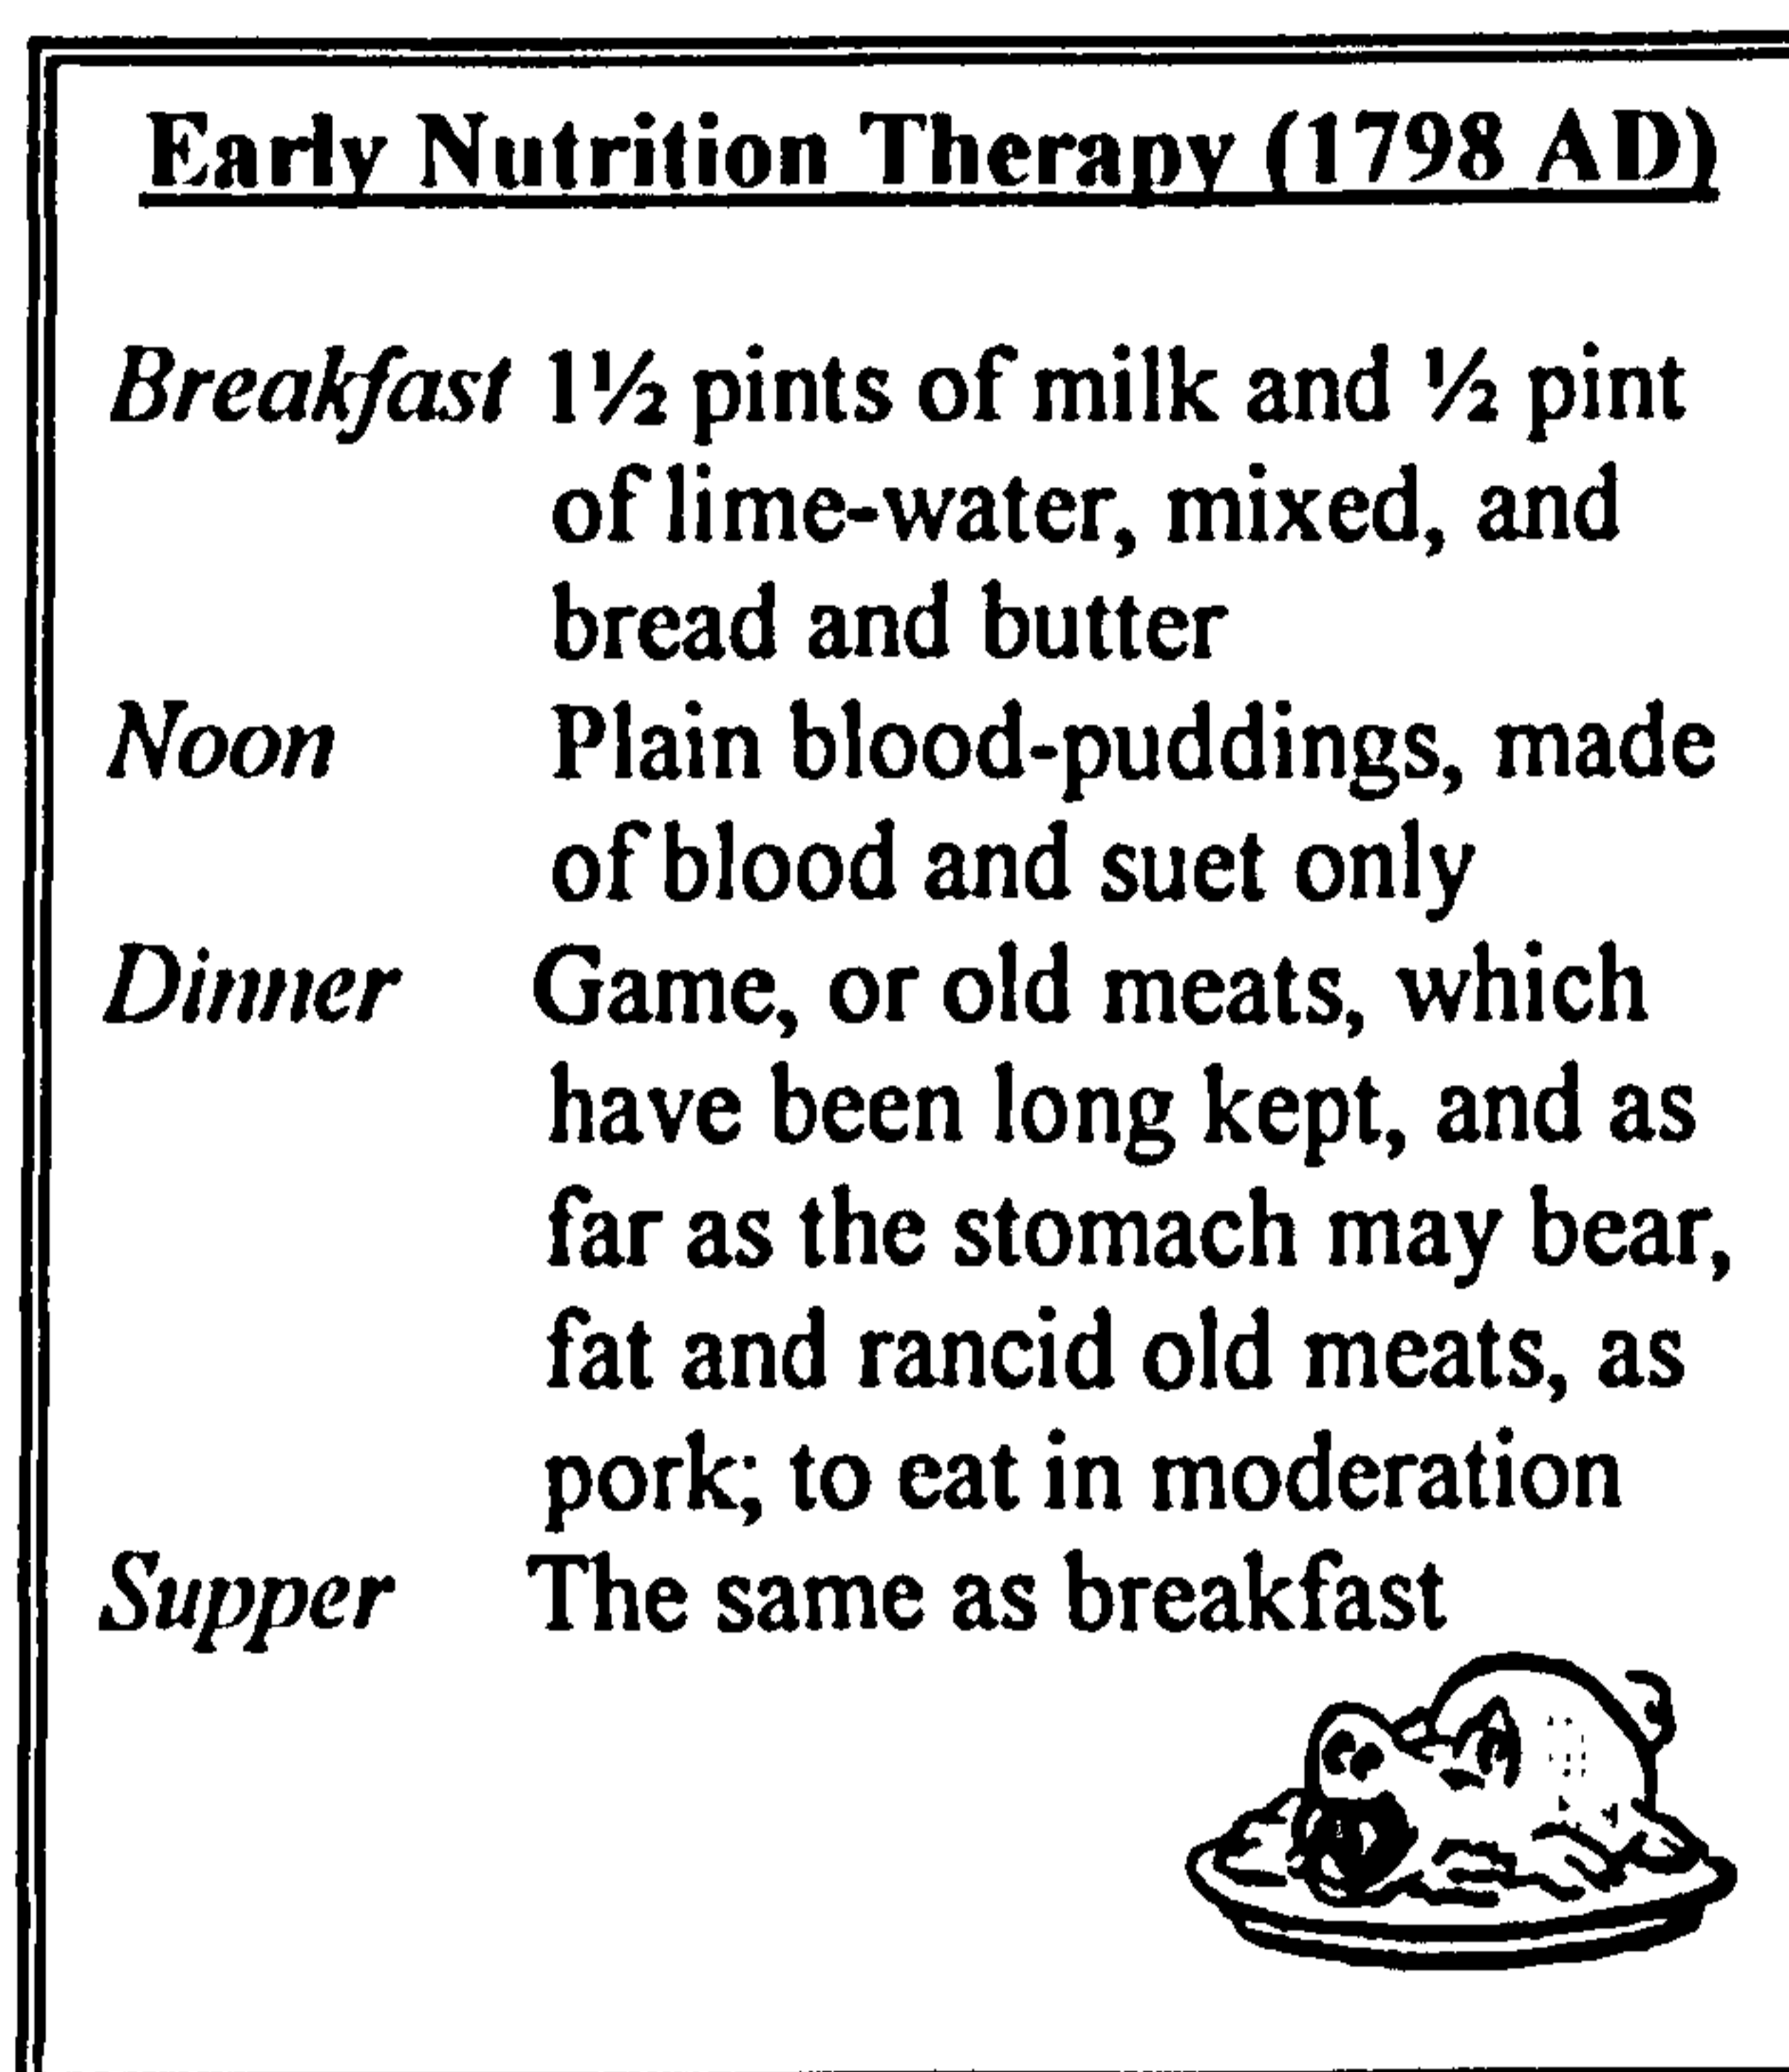 Early Nutrition Therapy (1798 AD)
Breakfast 1½ pints of milk and ½ pint
of lime-water, mixed, and
bread and butter
Noon Plain blood-puddings, made
of blood and suet only
Dinner Game, or old meats, which
have been long kept, and as
far as the stomach may bear,
fat and rancid old meats, as
pork; to eat in moderation
Supper The same as breakfast